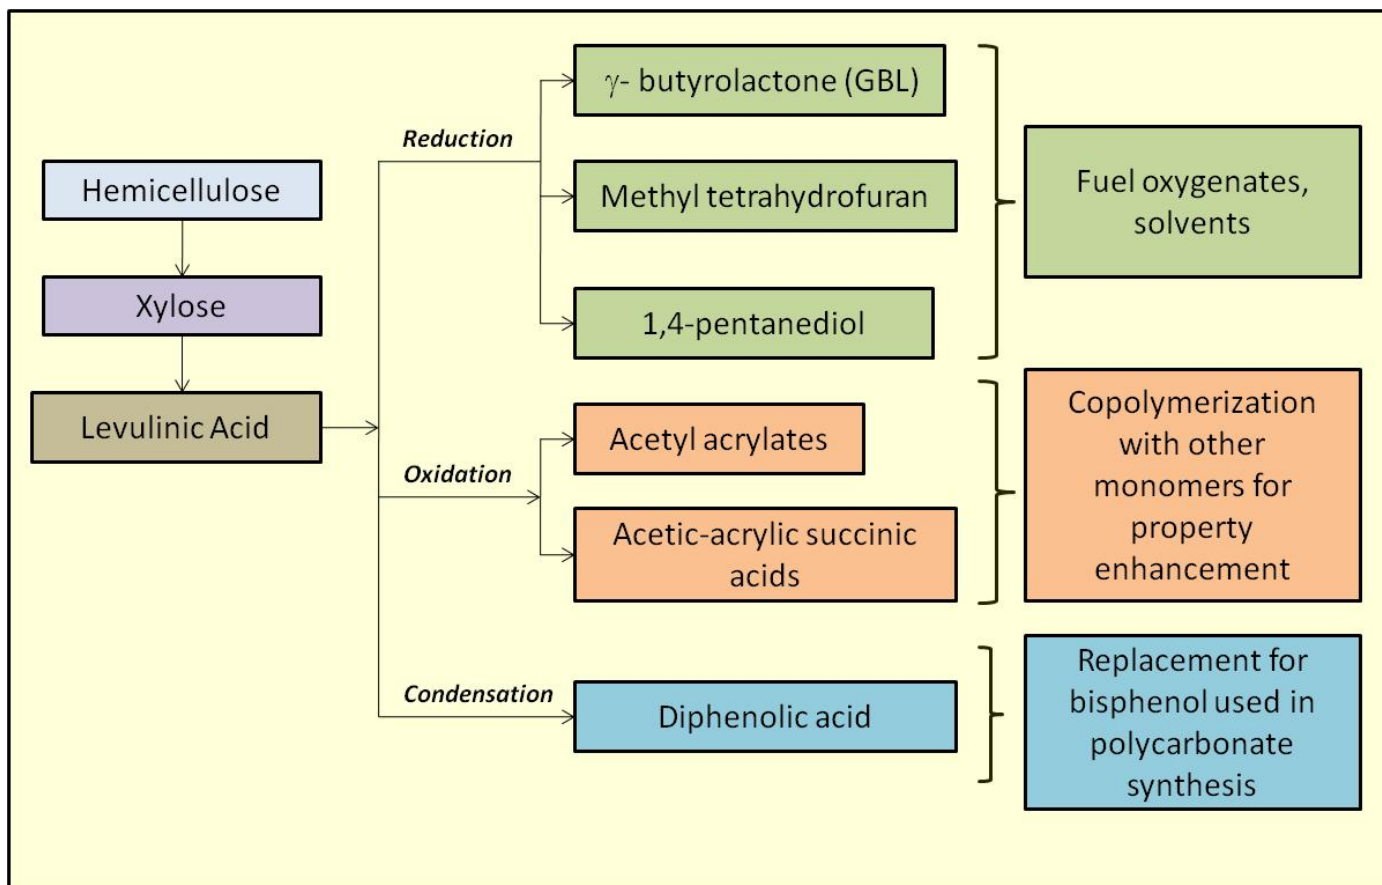 Hemicellulose
Xylose
Levulinic Acid
Reduction
γ- butyrolactone (GBL)
Methyl tetrahydrofuran
1,4-pentanediol
Fuel oxygenates,
solvents
Oxidation
Acetyl acrylates
Acetic-acrylic succinic
acids
Copolymerization
with other
monomers for
property
enhancement
Condensation
Diphenolic acid
Replacement for
bisphenol used in
polycarbonate
synthesis